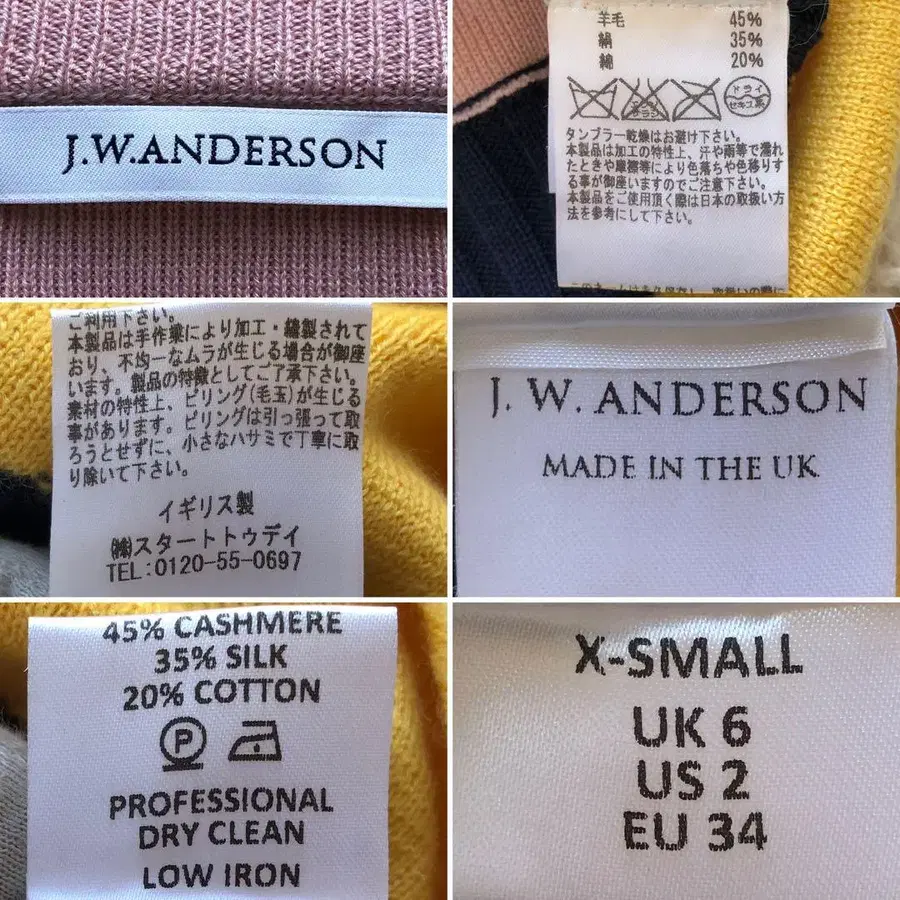 J.W.ANDERSON
羊毛 45%
絹 35%
綿 20%
ドライ
セキユ系
タンブラー乾燥はお避け下さい。
本製品は加工の特性上、汗や雨等で濡れ
たときや摩擦等により色落ちや色移りす
る事が御座いますのでご注意下さい。
本製品をご使用頂く際は日本の取扱い方
法を参考にして下さい。
ご利用下さい。
本製品は手作業により加工・縫製されて
おり、不均一なムラが生じる場合が御座
います。製品の特徴としてご了承下さい。
素材の特性上、ピリング(毛玉)が生じる
事があります。ピリングは引っ張って取
ろうとせずに、小さなハサミで丁寧に取
り除いて下さい。
イギリス製
㈱スタートトゥデイ
TEL:0120-55-0697
J. W. ANDERSON
MADE IN THE UK
45% CASHMERE
35% SILK
20% COTTON
P
PROFESSIONAL
DRY CLEAN
LOW IRON
X-SMALL
UK 6
US 2
EU 34